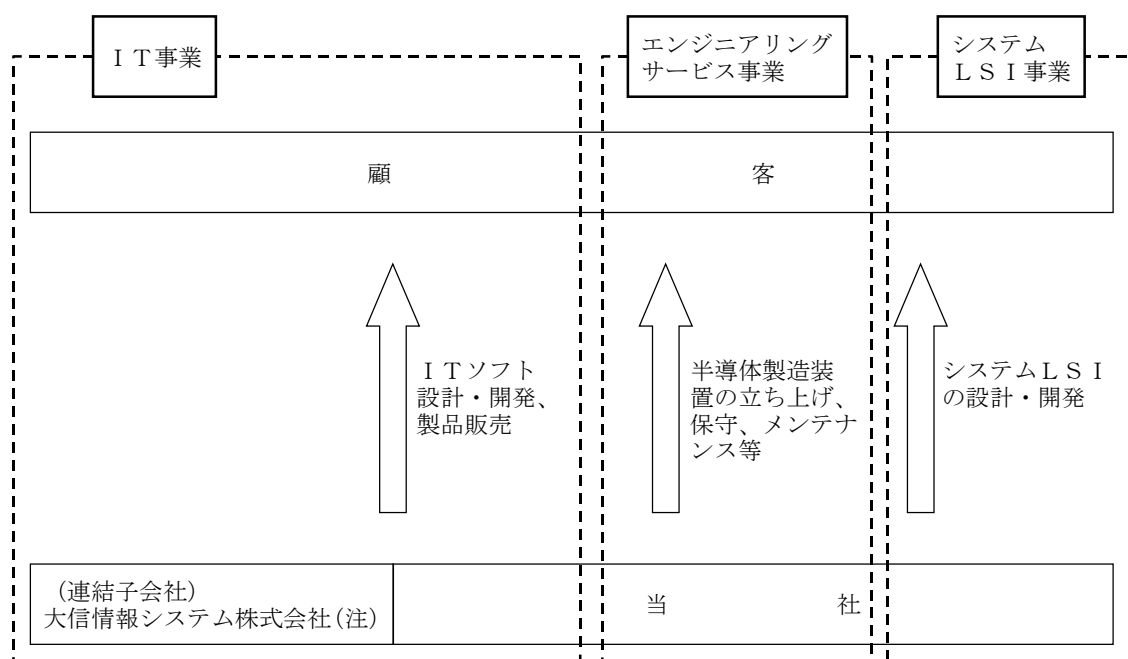 ＩＴ事業
エンジニアリング
サービス事業
システム
ＬＳＩ事業
顧　客
ＩＴソフト
設計・開発、
製品販売
半導体製造装
置の立ち上げ、
保守、メンテナ
ンス等
システムＬＳＩ
の設計・開発
（連結子会社）
大信情報システム株式会社(注)
当　社